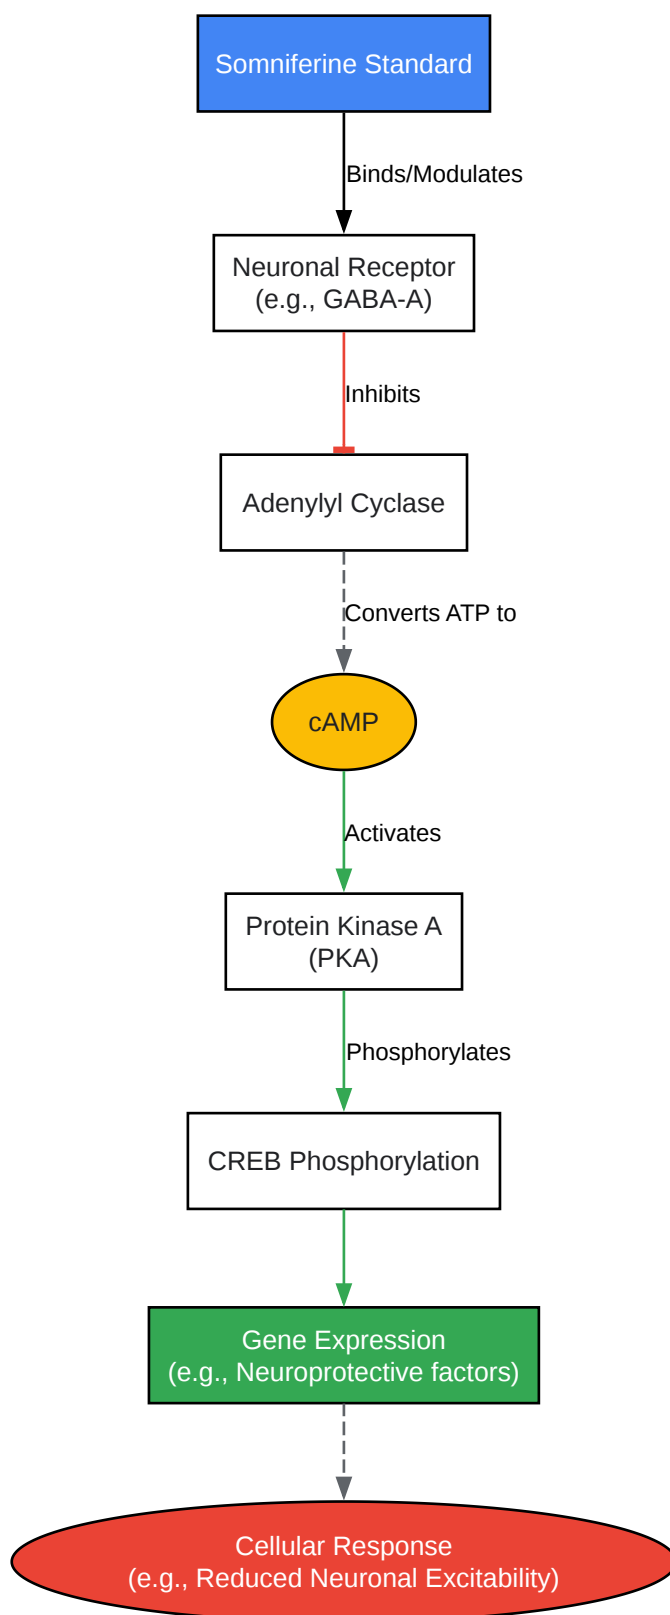 Somniferine Standard
Binds/Modulates
Neuronal Receptor
(e.g., GABA-A)
Inhibits
Adenylyl Cyclase
Converts ATP to
cAMP
Activates
Protein Kinase A
(PKA)
Phosphorylates
CREB Phosphorylation
Gene Expression
(e.g., Neuroprotective factors)
Cellular Response
(e.g., Reduced Neuronal Excitability)